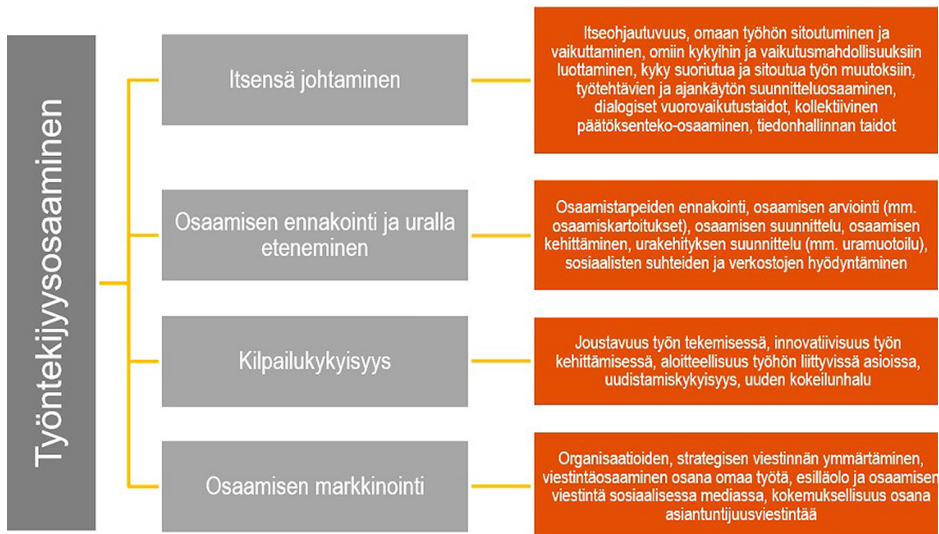 Työntekijyysosaaminen
Itsensä johtaminen
Itseohjautuvuus, omaan työhön sitoutuminen ja
vaikuttaminen, omiin kykyihin ja vaikutusmahdollisuuksiin
luottaminen, kyky suoriutua ja sitoutua työn muutoksiin,
työtehtävien ja ajankäytön suunnitteluosaaminen,
dialogiset vuorovaikutustaidot, kollektiivinen
päätöksenteko-osaaminen, tiedonhallinnan taidot
Osaamisen ennakointi ja uralla
eteneminen
Osaamistarpeiden ennakointi, osaamisen arviointi (mm.
osaamiskartoitukset), osaamisen suunnittelu, osaamisen
kehittäminen, urakehityksen suunnittelu (mm. uramuotoilu),
sosiaalisten suhteiden ja verkostojen hyödyntäminen
Kilpailukykyisyys
Joustavuus työn tekemisessä, innovatiivisuus työn
kehittämisessä, aloitteellisuus työhön liittyvissä asioissa,
uudistamiskykyisyys, uuden kokeilunhalu
Osaamisen markkinointi
Organisaatioiden, strategisen viestinnän ymmärtäminen,
viestintäosaaminen osana omaa työtä, esilläolo ja osaamisen
viestintä sosiaalisessa mediassa, kokemuksellisuus osana
asiantuntijuusviestintää